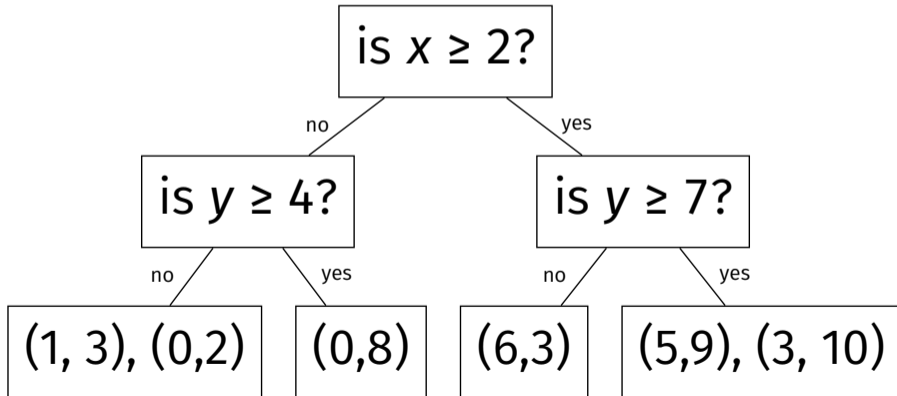 is x ≥ 2?
no
yes
is y ≥ 4?
is y ≥ 7?
no
yes
no
yes
(1, 3), (0,2)
(0,8)
(6,3)
(5,9), (3, 10)